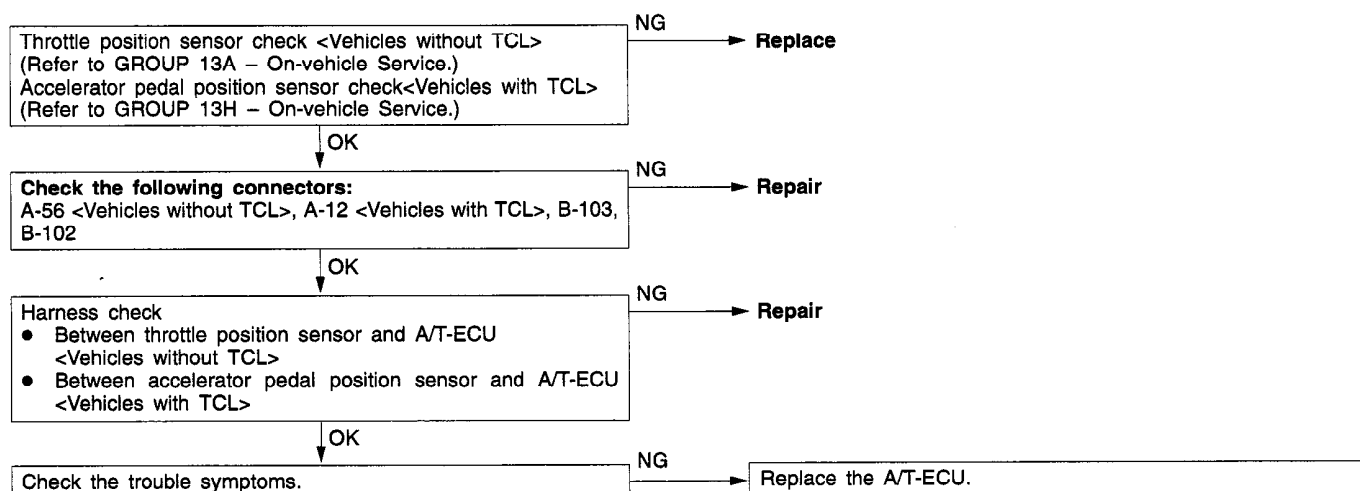 Throttle position sensor check <Vehicles without TCL>
(Refer to GROUP 13A – On-vehicle Service.)
Accelerator pedal position sensor check<Vehicles with TCL>
(Refer to GROUP 13H – On-vehicle Service.)
NG
Replace
OK
Check the following connectors:
A-56 <Vehicles without TCL>, A-12 <Vehicles with TCL>, B-103,
B-102
NG
Repair
OK
Harness check
● Between throttle position sensor and A/T-ECU
<Vehicles without TCL>
● Between accelerator pedal position sensor and A/T-ECU
<Vehicles with TCL>
NG
Repair
OK
Check the trouble symptoms.
NG
Replace the A/T-ECU.